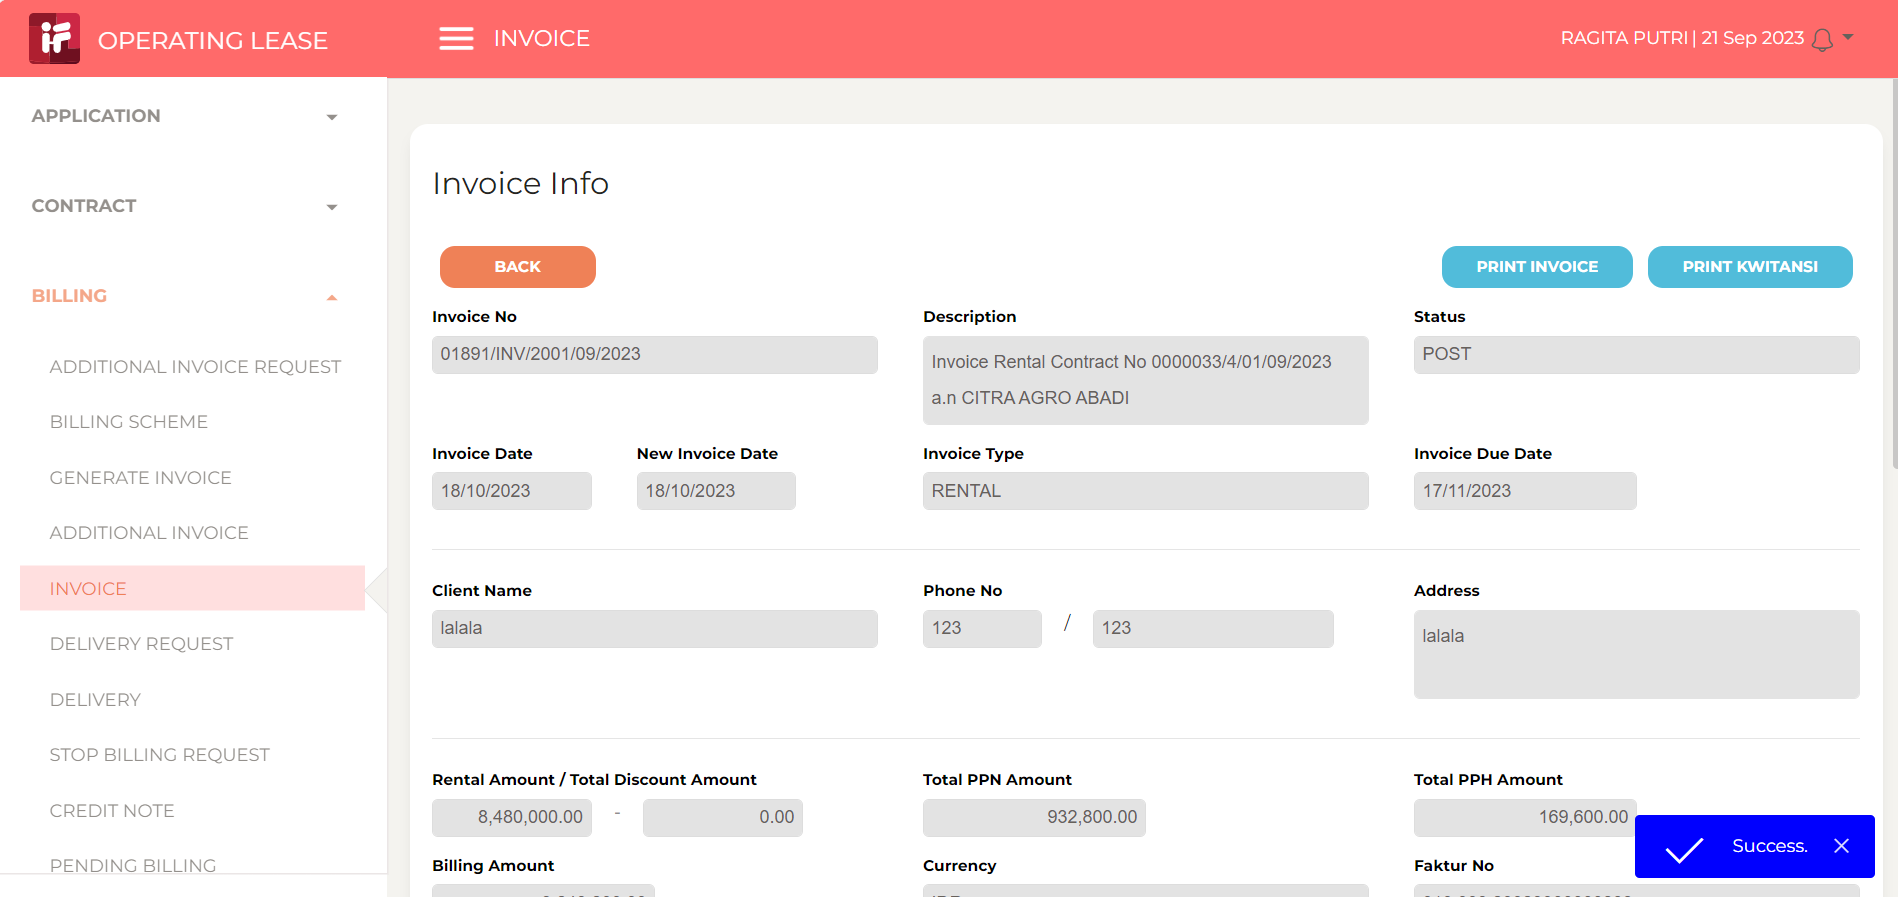 OPERATING LEASE
INVOICE
RAGITA PUTRI | 21 Sep 2023
APPLICATION
CONTRACT
BILLING
ADDITIONAL INVOICE REQUEST
BILLING SCHEME
GENERATE INVOICE
ADDITIONAL INVOICE
INVOICE
DELIVERY REQUEST
DELIVERY
STOP BILLING REQUEST
CREDIT NOTE
PENDING BILLING
Invoice Info
BACK
PRINT INVOICE
PRINT KWITANSI
Invoice No
Description
Status
01891/INV/2001/09/2023
Invoice Rental Contract No 0000033/4/01/09/2023
a.n CITRA AGRO ABADI
POST
Invoice Date
New Invoice Date
Invoice Type
Invoice Due Date
18/10/2023
18/10/2023
RENTAL
17/11/2023
Client Name
Phone No
Address
lalala
123 / 123
lalala
Rental Amount / Total Discount Amount
Total PPN Amount
Total PPH Amount
8,480,000.00 - 0.00
932,800.00
169,600.00
Success.
Billing Amount
Currency
Faktur No